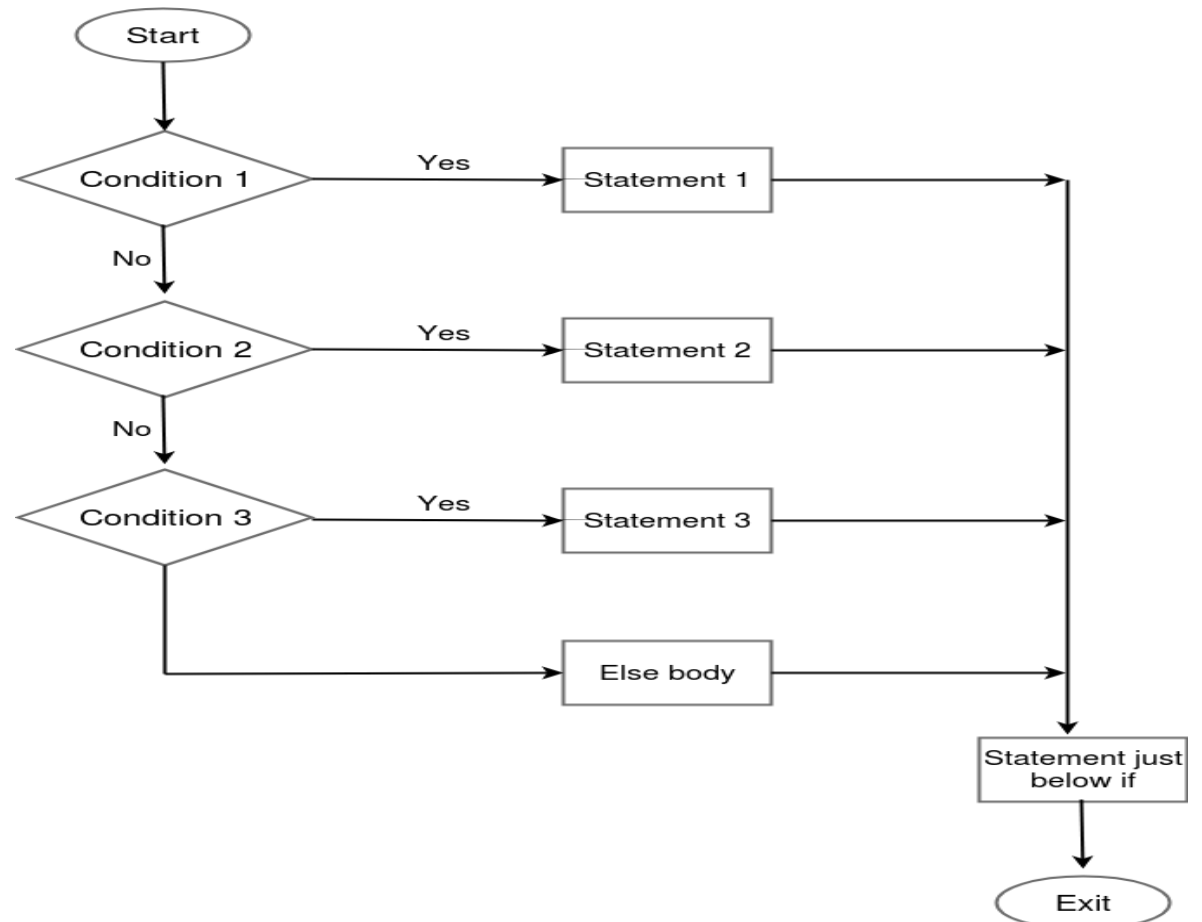 Start
Condition 1
Yes
Statement 1
No
Condition 2
Yes
Statement 2
No
Condition 3
Yes
Statement 3
Else body
Statement just
below if
Exit